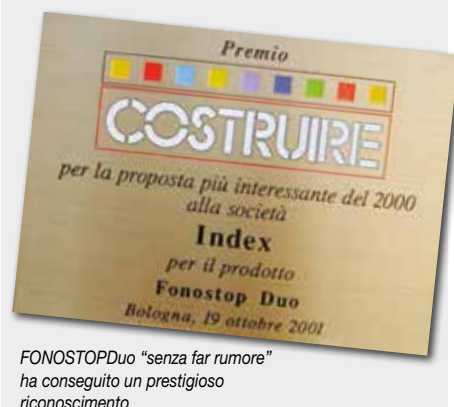 Premio
COSTRUIRE
per la proposta più interessante del 2000
alla società
Index
per il prodotto
Fonostop Duo
Bologna, 19 ottobre 2001
FONOSTOPDuo “senza far rumore”
ha conseguito un prestigioso
riconoscimento